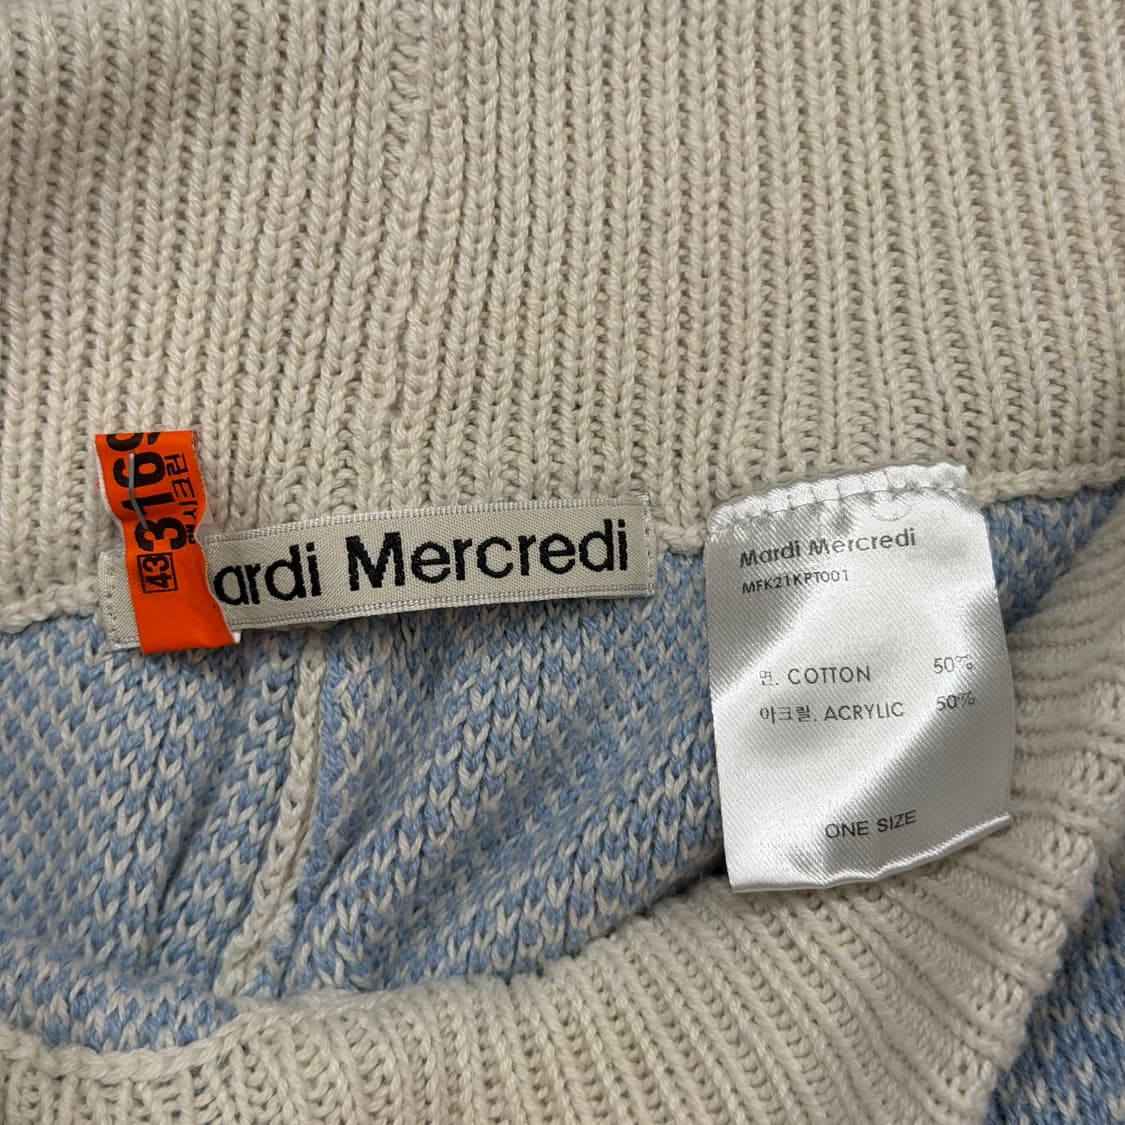 3169
43
ardi Mercredi
Mardi Mercredi
MFK21KPT001
면. COTTON 50%
아크릴. ACRYLIC 50%
ONE SIZE